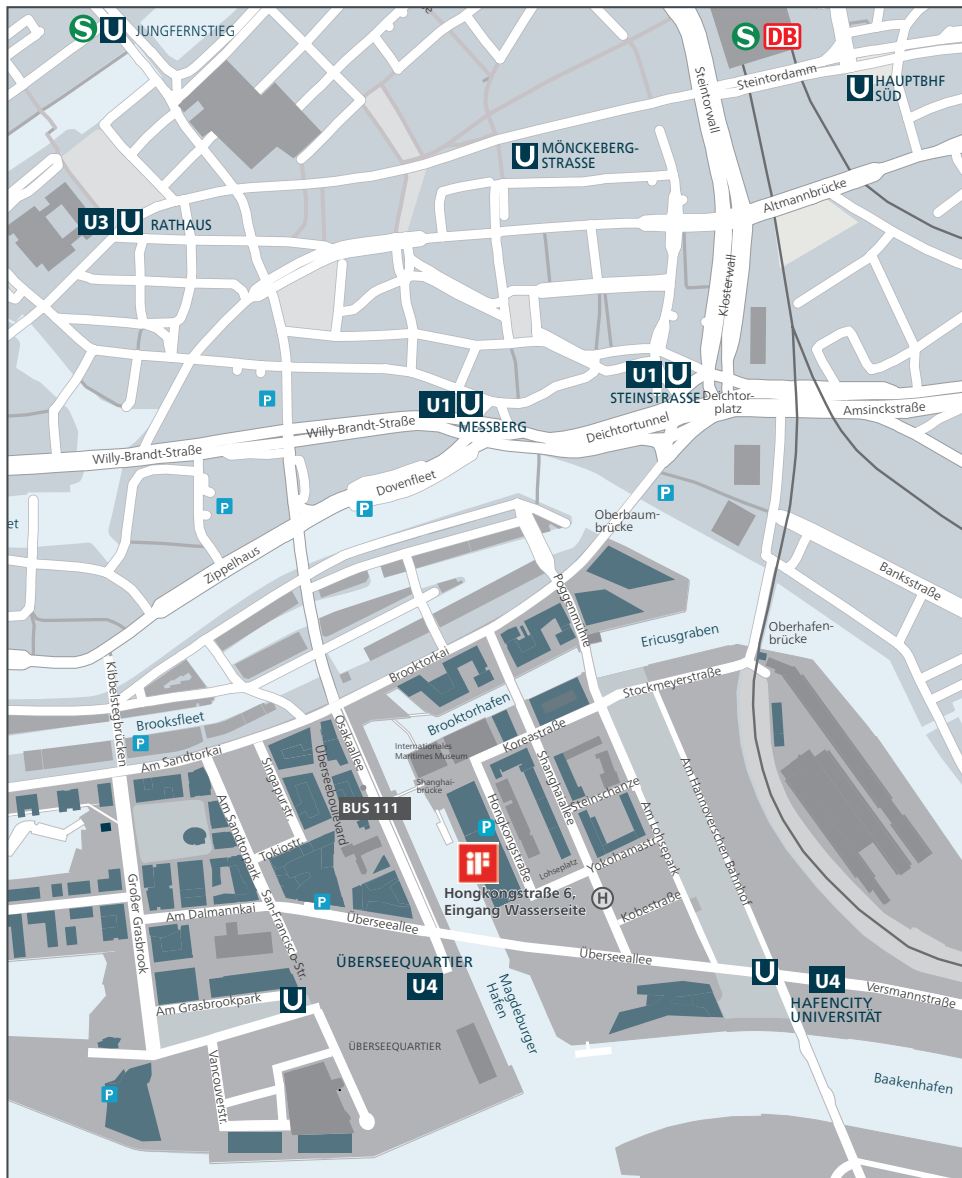 S U JUNGFERNSTIEG
S DB
Steintorwall
Steintordamm
U HAUPTBHF
SÜD
U MÖNCKEBERG-
STRASSE
Altmannbrücke
U3 U RATHAUS
Klosterwall
U1 U
STEINSTRASSE
Deichtor-
platz
Amsinckstraße
P
U1 U
MESSBERG
Willy-Brandt-Straße
Deichtortunnel
Willy-Brandt-Straße
Dovenfleet
P
P
P
et
Oberbaum-
brücke
Zippelhaus
Poggenmühle
Banksstraße
Ericusgraben
Oberhafen-
brücke
Kibbelstegbrücken
Brooktorkai
Stockmeyerstraße
Brooksfleet
Brooktorhafen
Osakaallee
Koreastraße
P
Am Sandtorkai
Internationales
Maritimes Museum
Singapurstr.
Überseeboulevard
Shanghaiallee
Am Hannoverschen Bahnhof
Shanghai-
brücke
Steinschanze
BUS 111
Hongkongstraße
Am Sandtorpark
Am Lohsepark
P
Tokiostr.
Yokohamastr.
iF
Lohseplatz
Hongkongstraße 6,
Eingang Wasserseite
H
Großer Grasbrook
San-Francisco-Str.
P
Kobestraße
Am Dalmannkai
Überseeallee
Überseeallee
ÜBERSEEQUARTIER
U4
U
U4
Versmannstraße
HAFENCITY
UNIVERSITÄT
Am Grasbrookpark
U
Magdeburger
Hafen
ÜBERSEEQUARTIER
Vancouverstr.
P
Baakenhafen